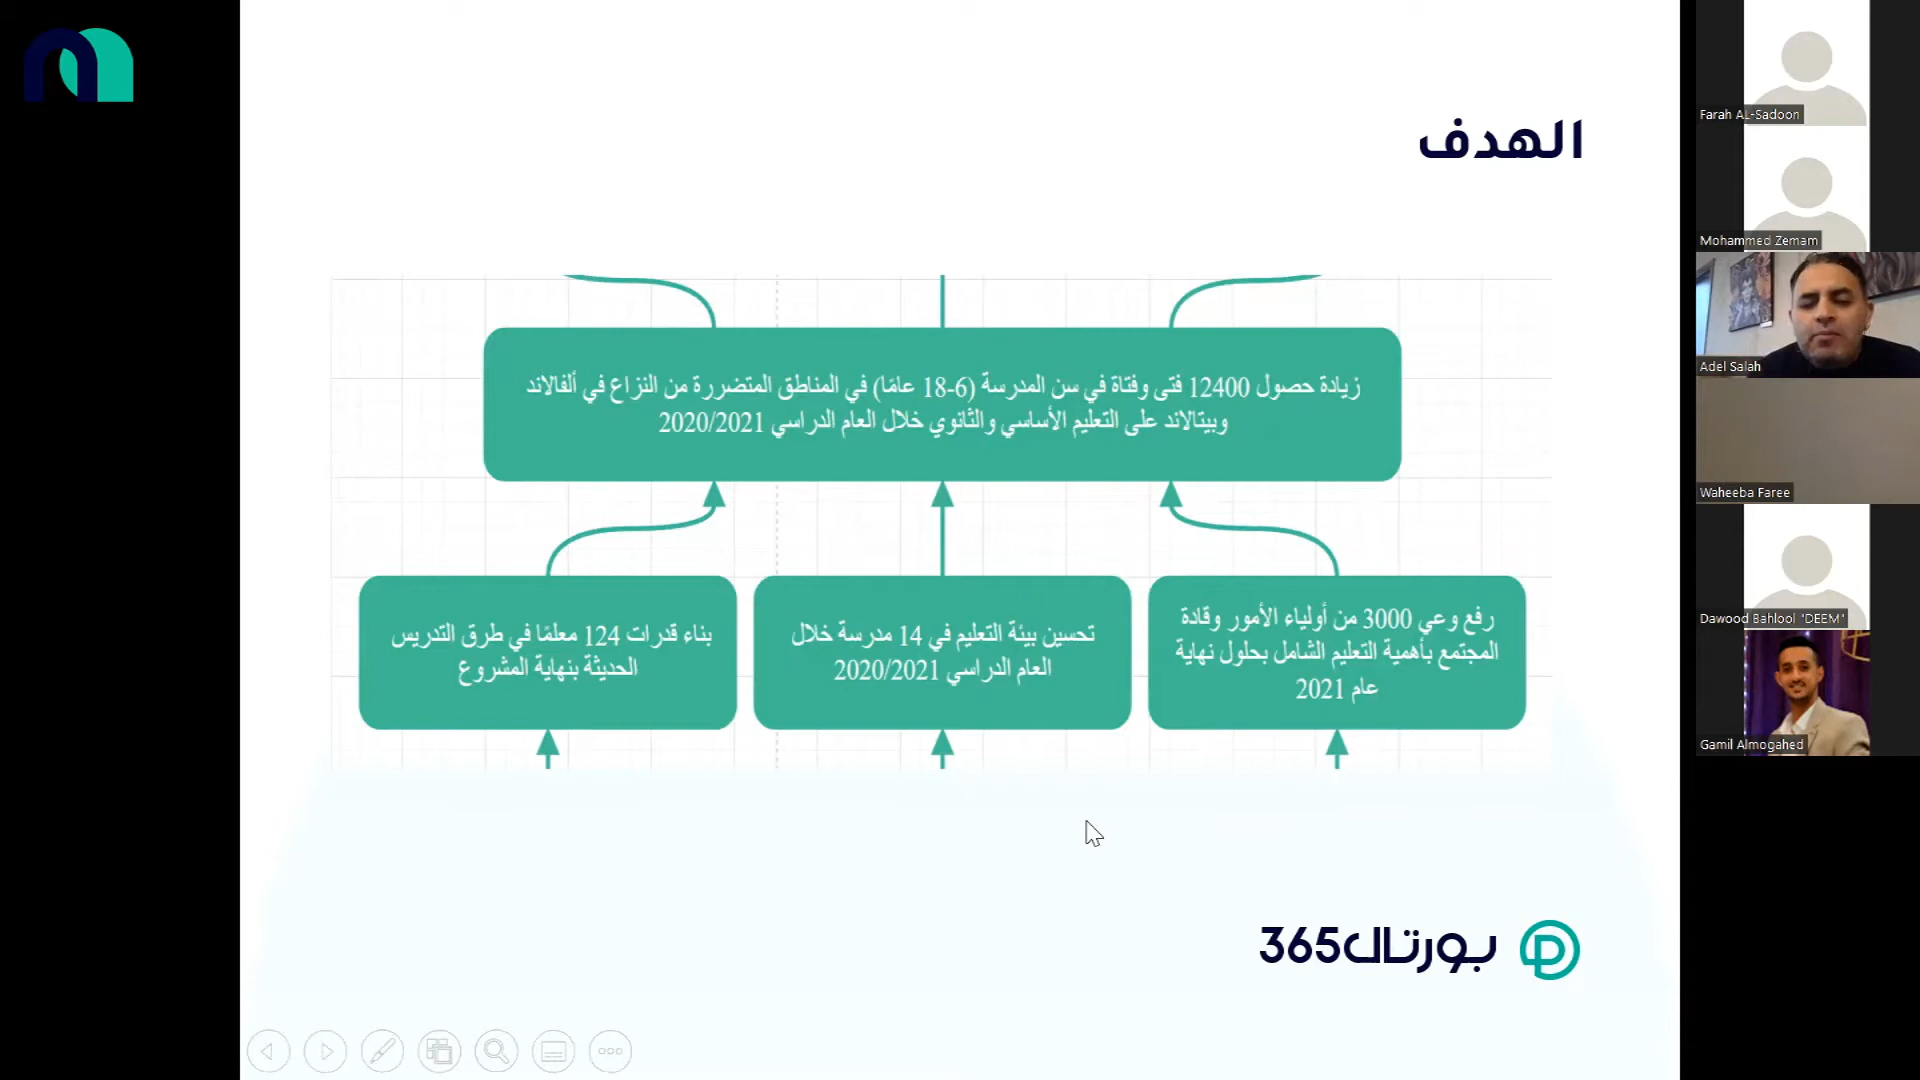 الهدف
زيادة حصول 12400 فتى وفتاة في سن المدرسة (6-18 عامًا) في المناطق المتضررة من النزاع في ألفالاند
وبيتالاند على التعليم الأساسي والثانوي خلال العام الدراسي 2020/2021
رفع وعي 3000 من أولياء الأمور وقادة
المجتمع بأهمية التعليم الشامل بحلول نهاية
عام 2021
تحسين بيئة التعليم في 14 مدرسة خلال
العام الدراسي 2020/2021
بناء قدرات 124 معلمًا في طرق التدريس
الحديثة بنهاية المشروع
بورتال365
Farah AL-Sadoon
Mohammed Zemam
Adel Salah
Waheeba Faree
Dawood Bahlool "DEEM"
Gamil Almogahed